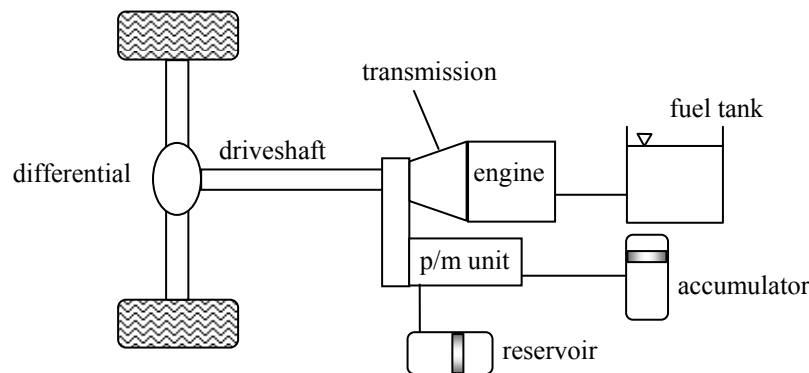 transmission
fuel tank
driveshaft
differential
engine
p/m unit
accumulator
reservoir